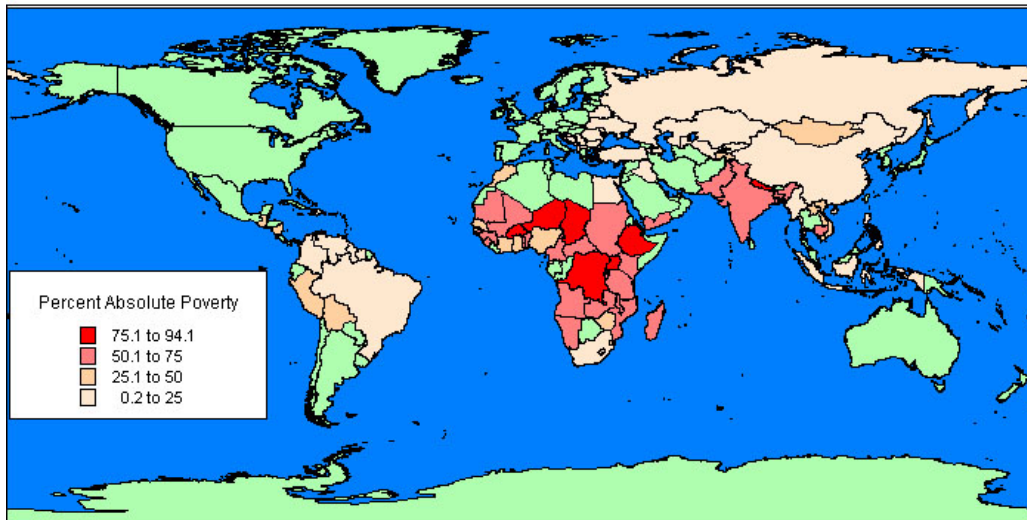 Percent Absolute Poverty
75.1 to 94.1
50.1 to 75
25.1 to 50
0.2 to 25